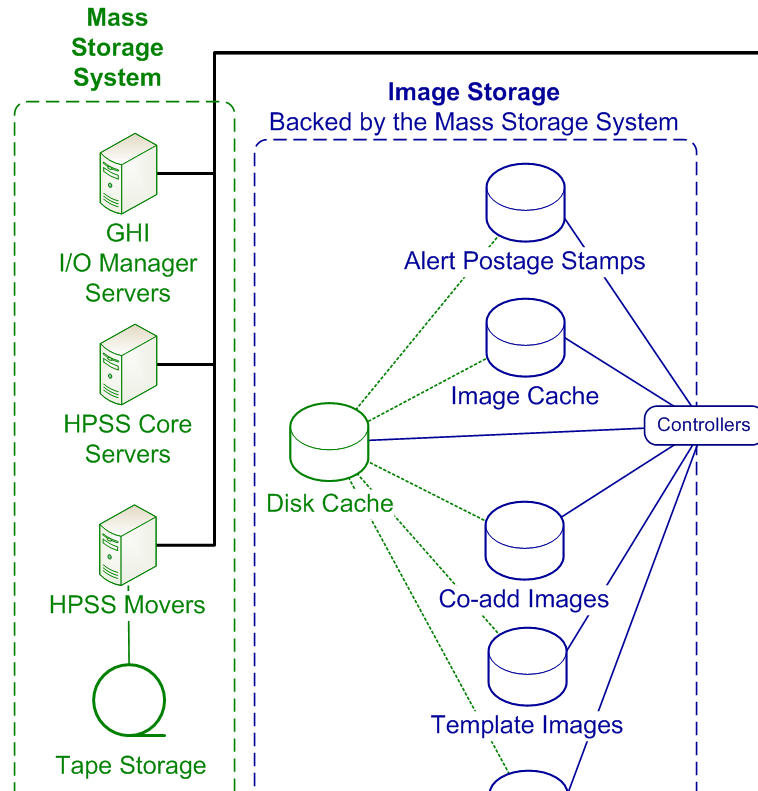 Mass
Storage
System
Image Storage
Backed by the Mass Storage System
GHI
I/O Manager
Servers
Alert Postage Stamps
Image Cache
HPSS Core
Servers
Controllers
Disk Cache
HPSS Movers
Co-add Images
Template Images
Tape Storage